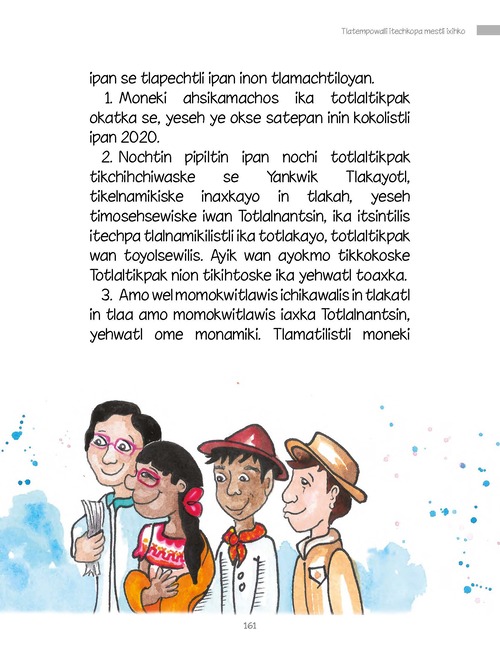 Tlatempowalli itechkopa mestli ixihko
ipan se tlapechtli ipan inon tlamachtiloyan.
1. Moneki ahsikamachos ika totlaltikpak
okatka se, yeseh ye okse satepan inin kokolistli
ipan 2020.
2. Nochtin pipiltin ipan nochi totlaltikpak
tikchihchiwaske se Yankwik Tlakayotl,
tikelnamikiske inaxkayo in tlakah, yeseh
timosehsewiske iwan Totlalnantsin, ika itsintilis
itechpa tlalnamikilistli ika totlakayo, totlaltikpak
wan toyolsewilis. Ayik wan ayokmo tikkokoske
Totlaltikpak nion tikihtoske ika yehwatl toaxka.
3. Amo wel momokwitlawis ichikawalis in tlakatl
in tlaa amo momokwitlawis iaxka Totlalnantsin,
yehwatl ome monamiki. Tlamatilistli moneki
161